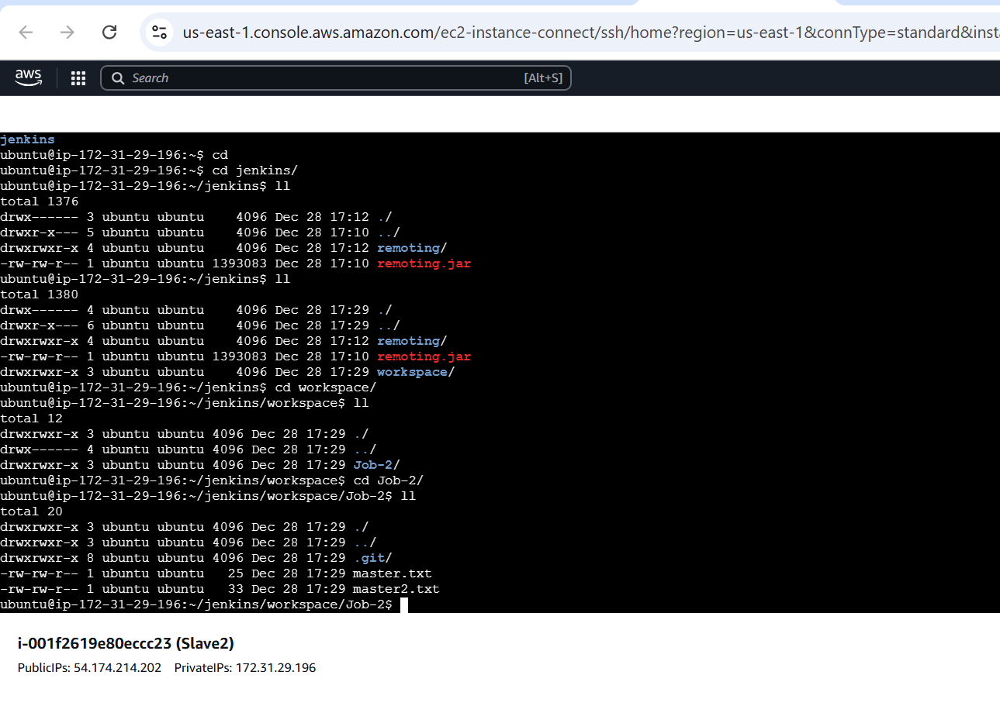 us-east-1.console.aws.amazon.com/ec2-instance-connect/ssh/home?region=us-east-1&connType=standard&inst
aws Search [Alt+S]
jenkins
ubuntu@ip-172-31-29-196:~$ cd
ubuntu@ip-172-31-29-196:~$ cd jenkins/
ubuntu@ip-172-31-29-196:~/jenkins$ ll
total 1376
drwx------ 3 ubuntu ubuntu    4096 Dec 28 17:12 ./
drwxr-x--- 5 ubuntu ubuntu    4096 Dec 28 17:10 ../
drwxrwxr-x 4 ubuntu ubuntu    4096 Dec 28 17:12 remoting/
-rw-rw-r-- 1 ubuntu ubuntu 1393083 Dec 28 17:10 remoting.jar
ubuntu@ip-172-31-29-196:~/jenkins$ ll
total 1380
drwx------ 4 ubuntu ubuntu    4096 Dec 28 17:29 ./
drwxr-x--- 6 ubuntu ubuntu    4096 Dec 28 17:29 ../
drwxrwxr-x 4 ubuntu ubuntu    4096 Dec 28 17:12 remoting/
-rw-rw-r-- 1 ubuntu ubuntu 1393083 Dec 28 17:10 remoting.jar
drwxrwxr-x 3 ubuntu ubuntu    4096 Dec 28 17:29 workspace/
ubuntu@ip-172-31-29-196:~/jenkins$ cd workspace/
ubuntu@ip-172-31-29-196:~/jenkins/workspace$ ll
total 12
drwxrwxr-x 3 ubuntu ubuntu 4096 Dec 28 17:29 ./
drwx------ 4 ubuntu ubuntu 4096 Dec 28 17:29 ../
drwxrwxr-x 3 ubuntu ubuntu 4096 Dec 28 17:29 Job-2/
ubuntu@ip-172-31-29-196:~/jenkins/workspace$ cd Job-2/
ubuntu@ip-172-31-29-196:~/jenkins/workspace/Job-2$ ll
total 20
drwxrwxr-x 3 ubuntu ubuntu 4096 Dec 28 17:29 ./
drwxrwxr-x 3 ubuntu ubuntu 4096 Dec 28 17:29 ../
drwxrwxr-x 8 ubuntu ubuntu 4096 Dec 28 17:29 .git/
-rw-rw-r-- 1 ubuntu ubuntu   25 Dec 28 17:29 master.txt
-rw-rw-r-- 1 ubuntu ubuntu   33 Dec 28 17:29 master2.txt
ubuntu@ip-172-31-29-196:~/jenkins/workspace/Job-2$
i-001f2619e80eccc23 (Slave2)
PublicIPs: 54.174.214.202 PrivateIPs: 172.31.29.196